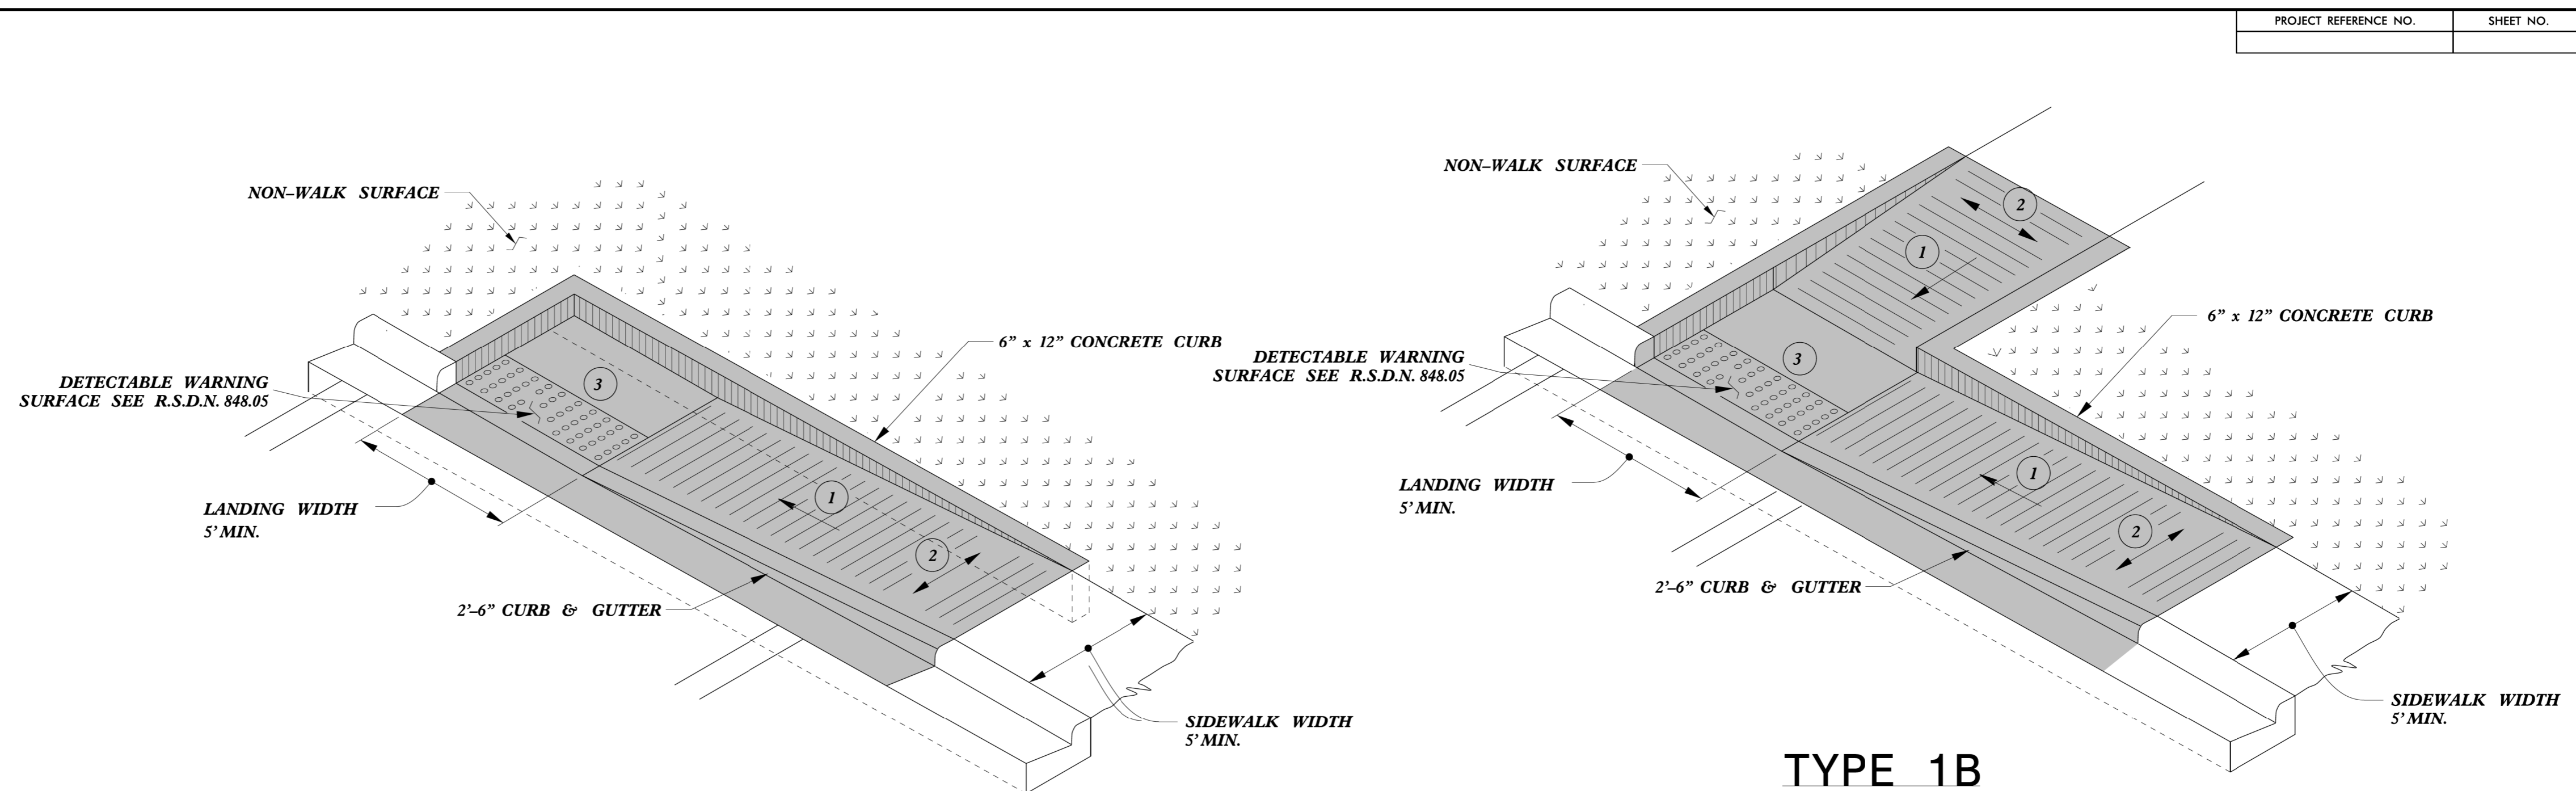 PROJECT REFERENCE NO. SHEET NO.
NON-WALK SURFACE
6" x 12" CONCRETE CURB
DETECTABLE WARNING
SURFACE SEE R.S.D.N. 848.05
3
1
2
LANDING WIDTH
5' MIN.
2'-6" CURB & GUTTER
SIDEWALK WIDTH
5' MIN.
NON-WALK SURFACE
2
1
6" x 12" CONCRETE CURB
DETECTABLE WARNING
SURFACE SEE R.S.D.N. 848.05
3
1
2
LANDING WIDTH
5' MIN.
2'-6" CURB & GUTTER
SIDEWALK WIDTH
5' MIN.
TYPE 1B